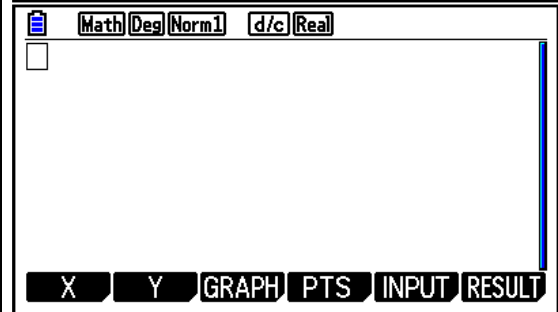 Math Deg Norm1 d/c Real
X Y GRAPH PTS INPUT RESULT